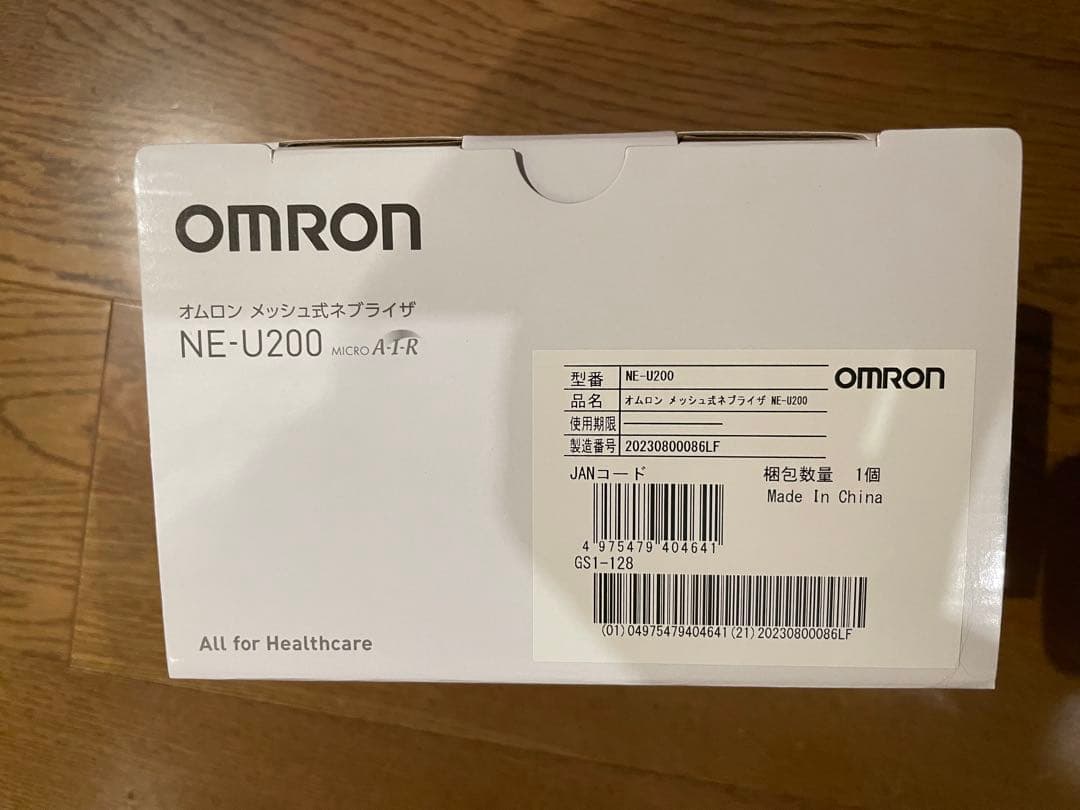 OMRON
オムロン メッシュ式ネブライザ
NE-U200 MICRO A-I-R
型番 NE-U200
OMRON
品名 オムロン メッシュ式ネブライザ NE-U200
使用期限 ————
製造番号 20230800086LF
JANコード
梱包数量 1個
Made In China
4 975479 404641
GS1-128
(01)04975479404641(21)20230800086LF
All for Healthcare